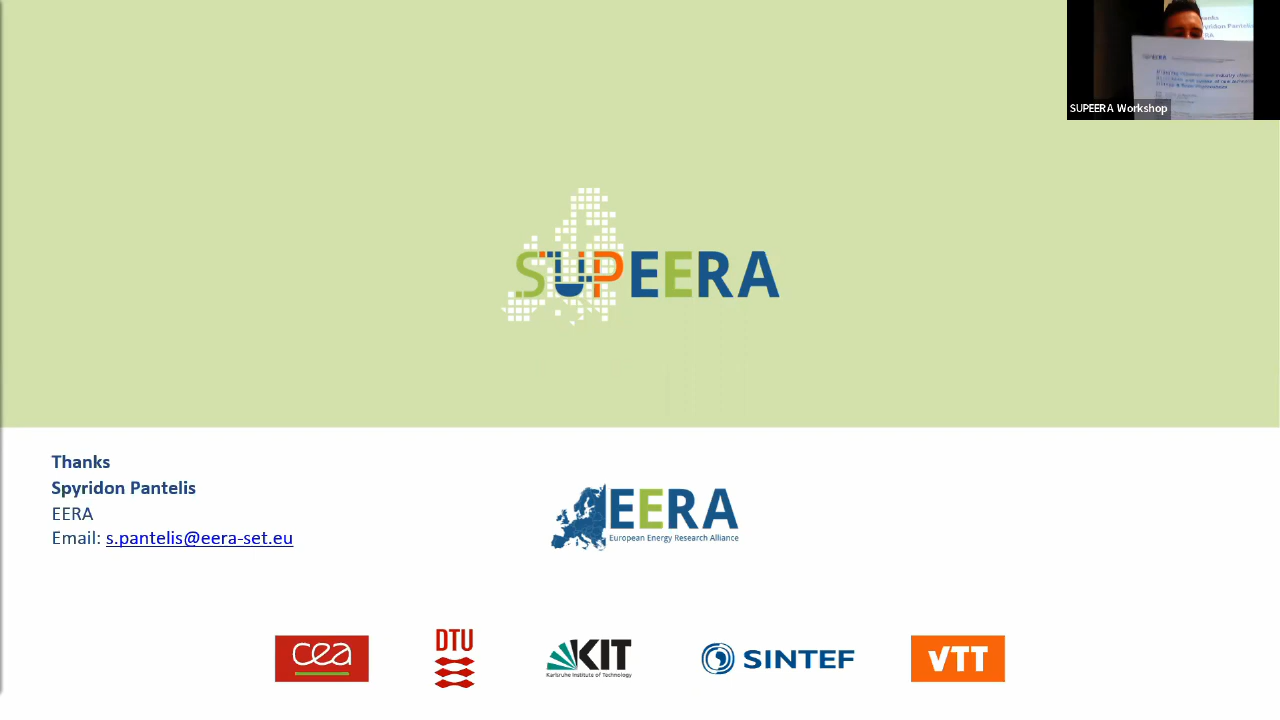 SUPEERA Workshop
SUPEERA
Thanks
Spyridon Pantelis
EERA
Email: s.pantelis@eera-set.eu
EERA
European Energy Research Alliance
cea
DTU
KIT
Karlsruhe Institute of Technology
SINTEF
VTT